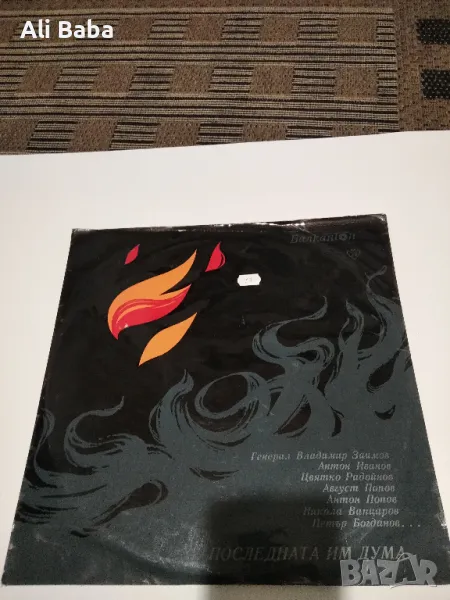 Ali Baba
Балкантон
Генерал Владимир Заимов
Антон Иванов
Цвятко Радойнов
Август Попов
Антон Попов
Никола Вапцаров
Петър Богданов...
ПОСЛЕДНАТА ИМ ДУМА
BAZAR